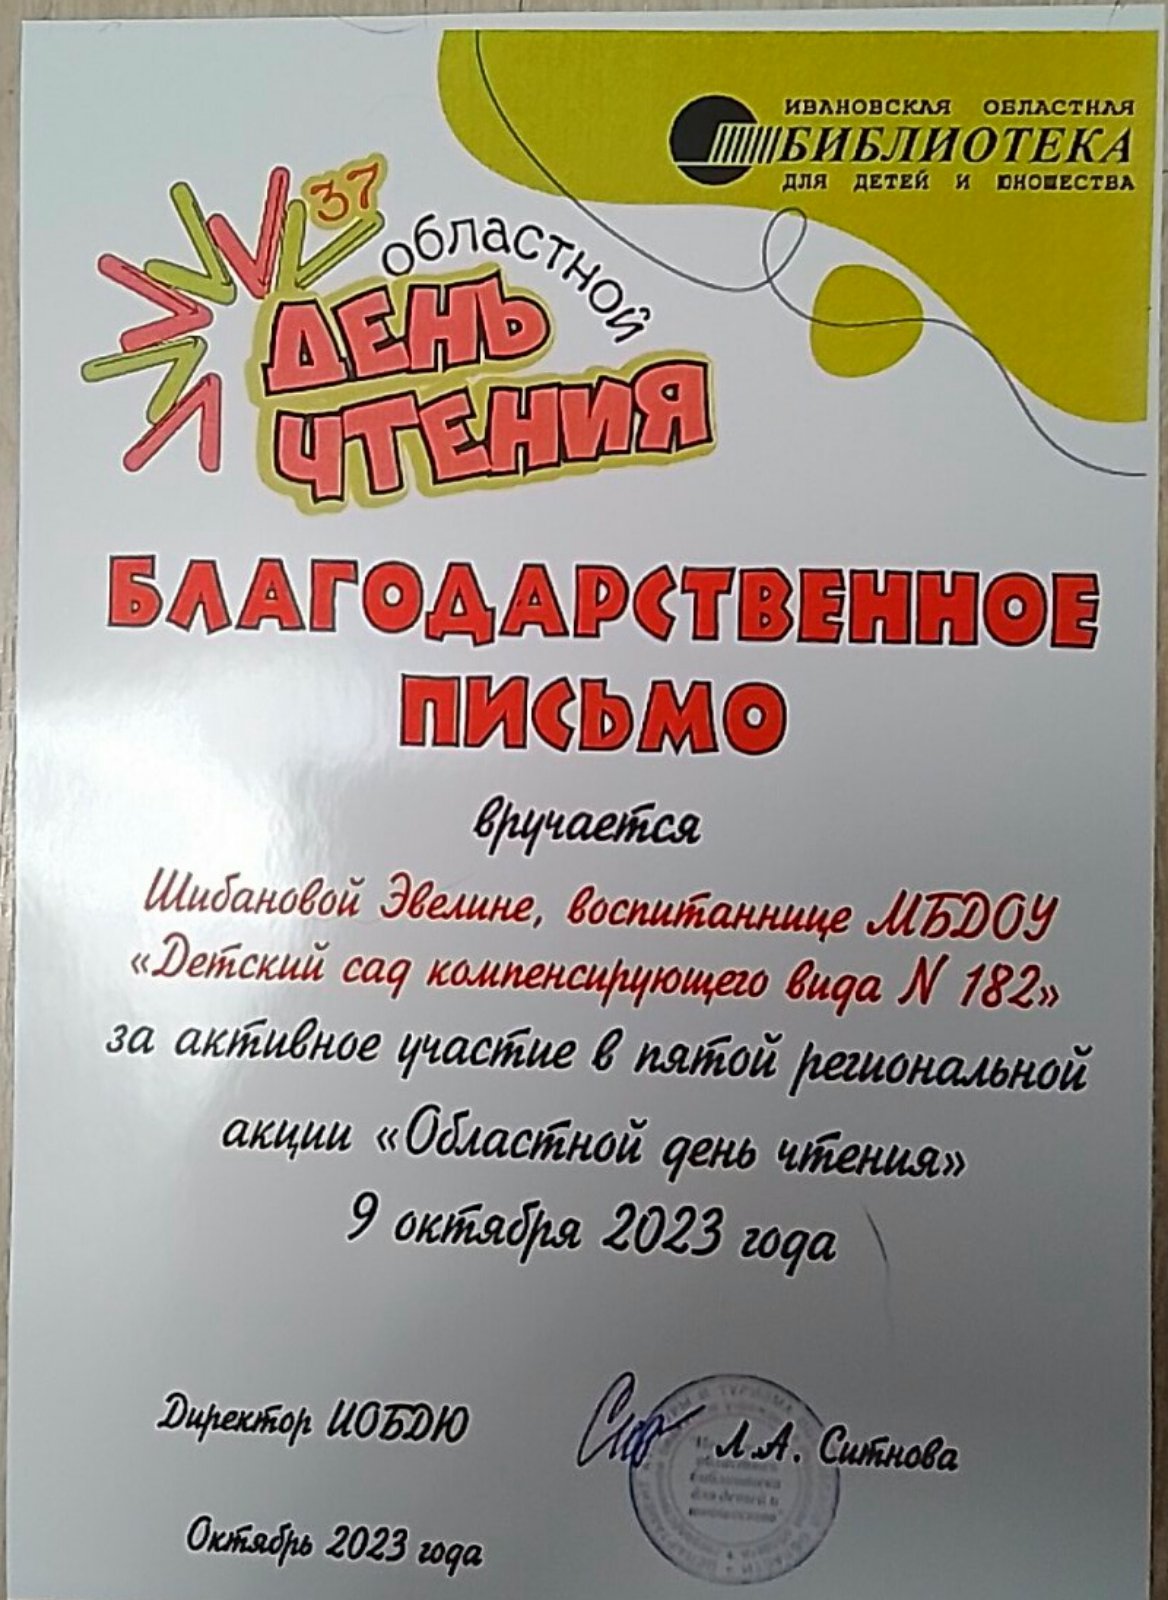 ИВАНОВСКАЯ ОБЛАСТНАЯ
БИБЛИОТЕКА
ДЛЯ ДЕТЕЙ И ЮНОШЕСТВА
37
областной
ДЕНЬ
ЧТЕНИЯ
БЛАГОДАРСТВЕННОЕ
ПИСЬМО
вручается
Шибановой Эвелине, воспитаннице МБДОУ
«Детский сад компенсирующего вида N 182»
за активное участие в пятой региональной
акции «Областной день чтения»
9 октября 2023 года
Директор ИОБДЮ
Л.А. Ситнова
Октябрь 2023 года